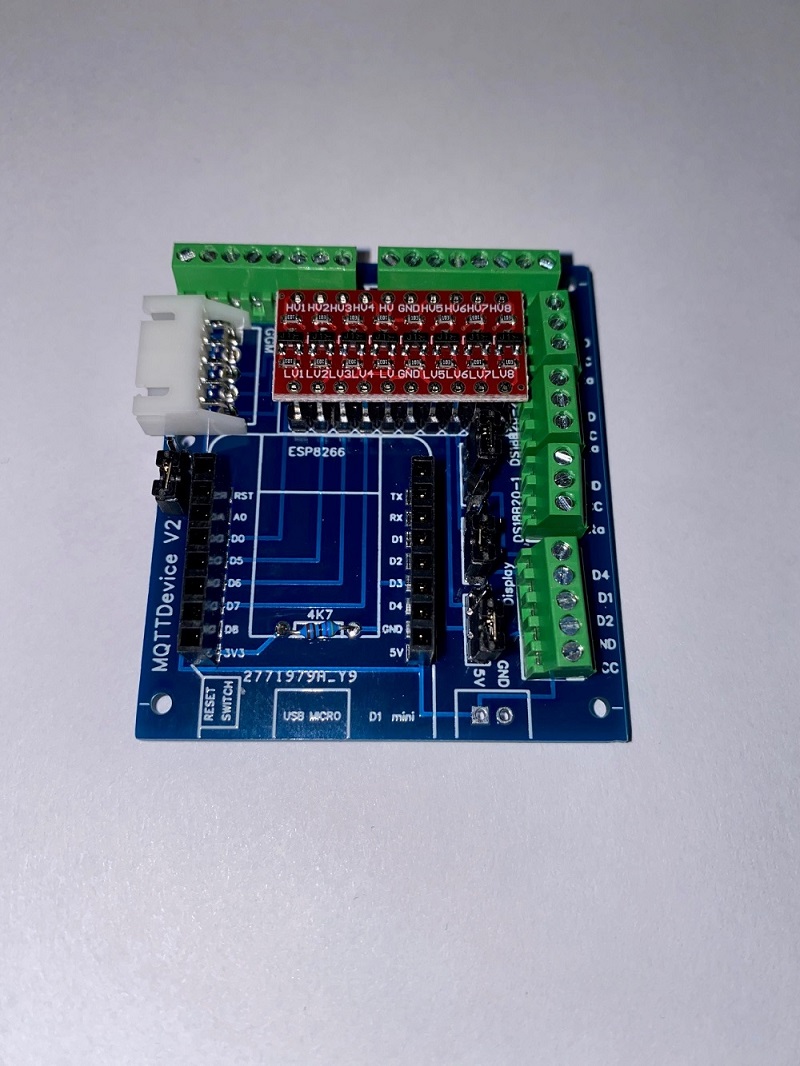 HV1 HV2 HV3 HV4 HV GND HV5 HV6 HV7 HV8
LV1 LV2 LV3 LV4 LV GND LV5 LV6 LV7 LV8
GGM
ESP8266
RST
A0
D0
D5
D6
D7
D8
3V3
TX
RX
D1
D2
D3
D4
GND
5V
4K7
MQTTDevice V2
2771979A_Y9
RESET
SWITCH
USB MICRO
D1 mini
DS18B20-1
Display
5V
GND
D4
D1
D2